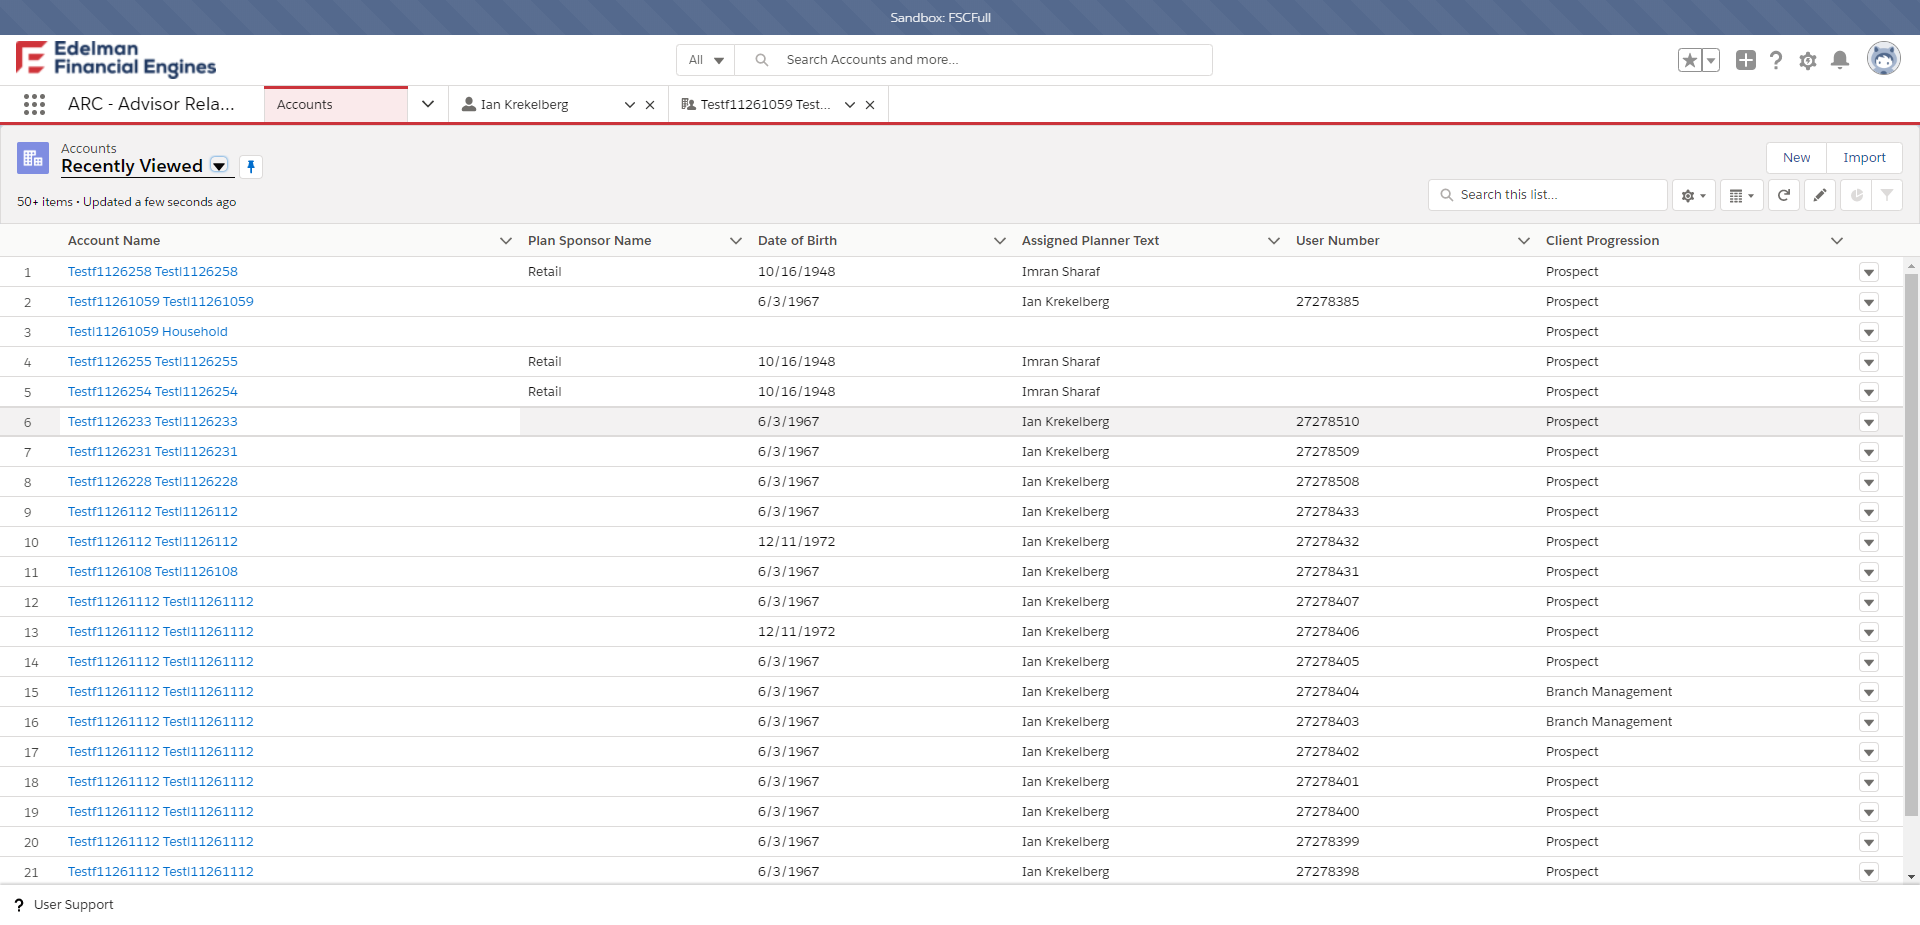 Sandbox: FSCFull
Edelman
Financial Engines
All
Search Accounts and more...
ARC - Advisor Rela...
Accounts
Ian Krekelberg
Testf11261059 Test...
Accounts
Recently Viewed
New
Import
50+ items • Updated a few seconds ago
Search this list...
Account Name Plan Sponsor Name Date of Birth Assigned Planner Text User Number Client Progression
1 Testf1126258 Testl1126258 Retail 10/16/1948 Imran Sharaf Prospect
2 Testf11261059 Testl11261059 6/3/1967 Ian Krekelberg 27278385 Prospect
3 Testl11261059 Household Prospect
4 Testf1126255 Testl1126255 Retail 10/16/1948 Imran Sharaf Prospect
5 Testf1126254 Testl1126254 Retail 10/16/1948 Imran Sharaf Prospect
6 Testf1126233 Testl1126233 6/3/1967 Ian Krekelberg 27278510 Prospect
7 Testf1126231 Testl1126231 6/3/1967 Ian Krekelberg 27278509 Prospect
8 Testf1126228 Testl1126228 6/3/1967 Ian Krekelberg 27278508 Prospect
9 Testf1126112 Testl1126112 6/3/1967 Ian Krekelberg 27278433 Prospect
10 Testf1126112 Testl1126112 12/11/1972 Ian Krekelberg 27278432 Prospect
11 Testf1126108 Testl1126108 6/3/1967 Ian Krekelberg 27278431 Prospect
12 Testf11261112 Testl11261112 6/3/1967 Ian Krekelberg 27278407 Prospect
13 Testf11261112 Testl11261112 12/11/1972 Ian Krekelberg 27278406 Prospect
14 Testf11261112 Testl11261112 6/3/1967 Ian Krekelberg 27278405 Prospect
15 Testf11261112 Testl11261112 6/3/1967 Ian Krekelberg 27278404 Branch Management
16 Testf11261112 Testl11261112 6/3/1967 Ian Krekelberg 27278403 Branch Management
17 Testf11261112 Testl11261112 6/3/1967 Ian Krekelberg 27278402 Prospect
18 Testf11261112 Testl11261112 6/3/1967 Ian Krekelberg 27278401 Prospect
19 Testf11261112 Testl11261112 6/3/1967 Ian Krekelberg 27278400 Prospect
20 Testf11261112 Testl11261112 6/3/1967 Ian Krekelberg 27278399 Prospect
21 Testf11261112 Testl11261112 6/3/1967 Ian Krekelberg 27278398 Prospect
? User Support